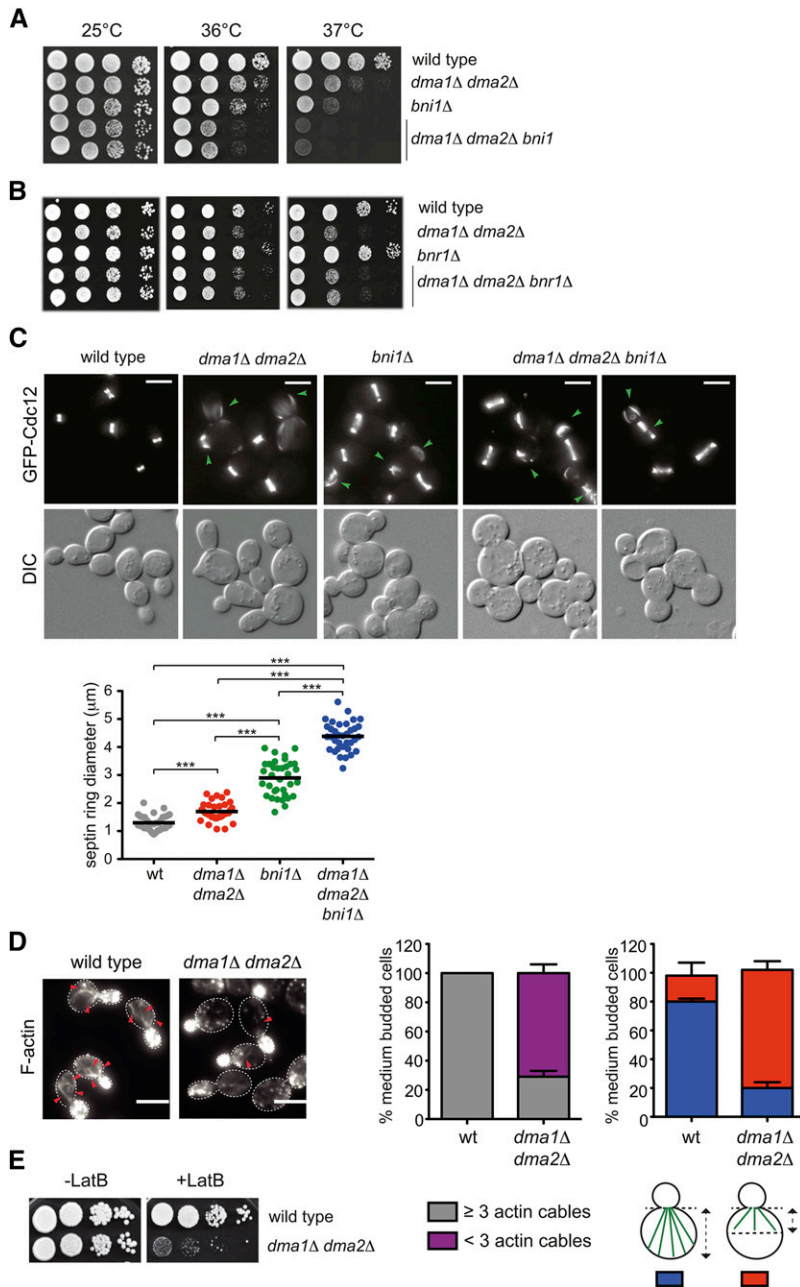 A
25°C 36°C 37°C
wild type
dma1Δ dma2Δ
bni1Δ
dma1Δ dma2Δ bni1
B
wild type
dma1Δ dma2Δ
bnr1Δ
dma1Δ dma2Δ bnr1Δ
C
wild type dma1Δ dma2Δ bni1Δ dma1Δ dma2Δ bni1Δ
GFP-Cdc12
DIC
septin ring diameter (μm)
6
5
4
3
2
1
0
***
***
***
***
***
***
wt dma1Δ dma2Δ bni1Δ dma1Δ dma2Δ bni1Δ
D
wild type dma1Δ dma2Δ
F-actin
% medium budded cells
120
100
80
60
40
20
0
wt dma1Δ dma2Δ
% medium budded cells
120
100
80
60
40
20
0
wt dma1Δ dma2Δ
E
-LatB +LatB
wild type
dma1Δ dma2Δ
≥ 3 actin cables
< 3 actin cables